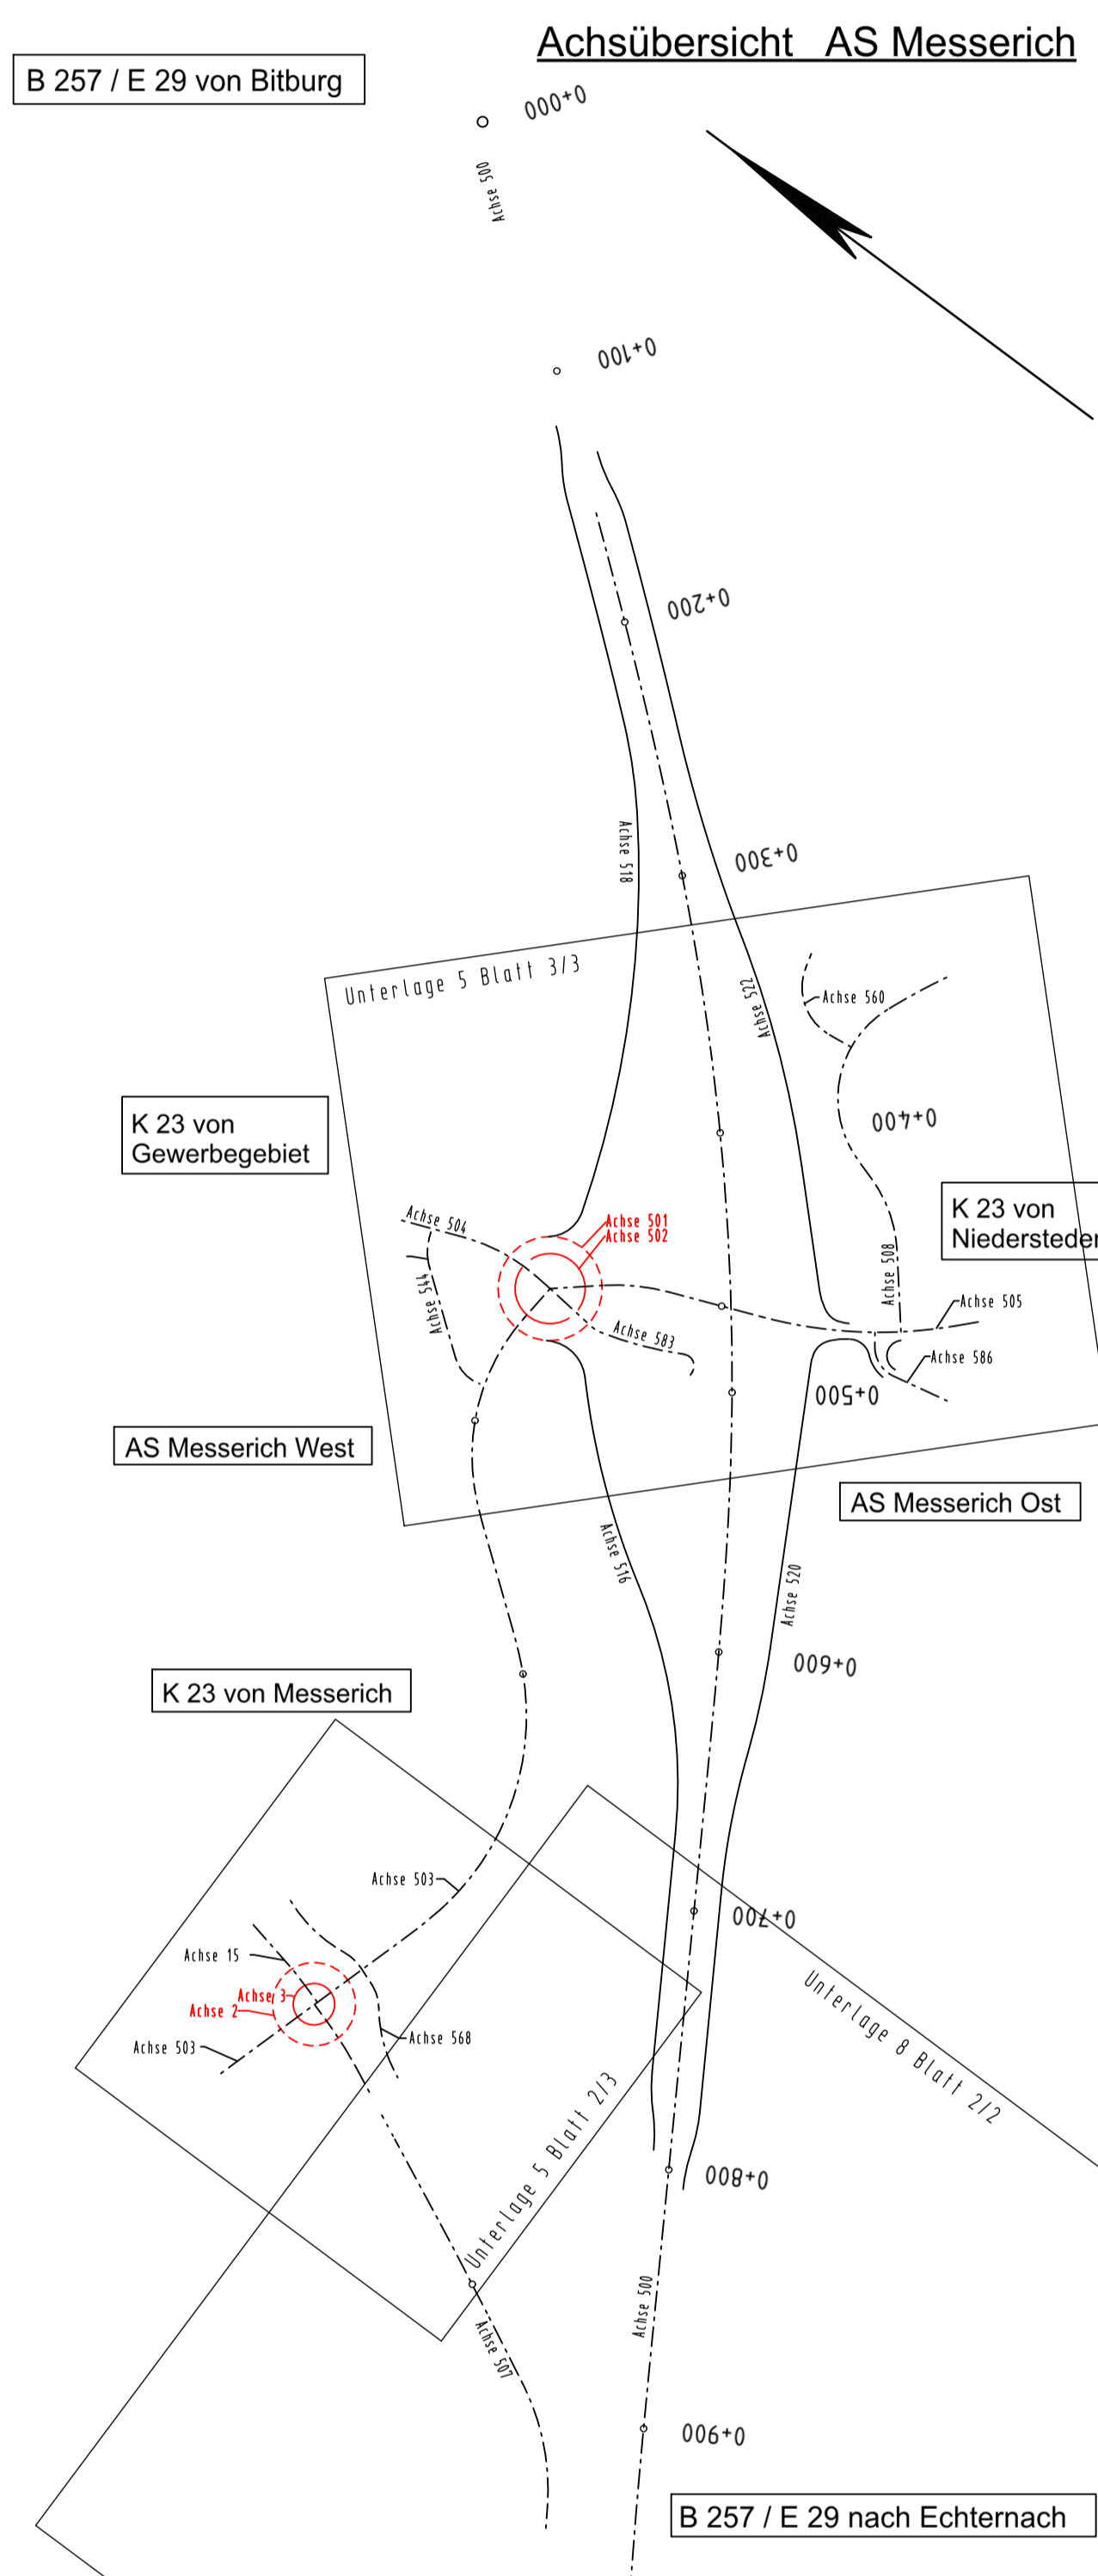 Achsübersicht AS Messerich
B 257 / E 29 von Bitburg
0+000
Achse 500
0+100
0+200
Achse 518
0+300
Unterlage 5 Blatt 3/3
Achse 522
Achse 560
K 23 von
Gewerbegebiet
0+400
K 23 von
Achse 504
Achse 501
Achse 502
Achse 508
Achse 544
Achse 505
Achse 583
Achse 586
0+500
AS Messerich West
AS Messerich Ost
Achse 516
Achse 520
0+600
K 23 von Messerich
Achse 503
0+700
Achse 15
Achse 3
Achse 2
Achse 503
Achse 568
Unterlage 8 Blatt 2/2
Unterlage 5 Blatt 2/3
0+800
Achse 500
Achse 507
0+900
B 257 / E 29 nach Echternach